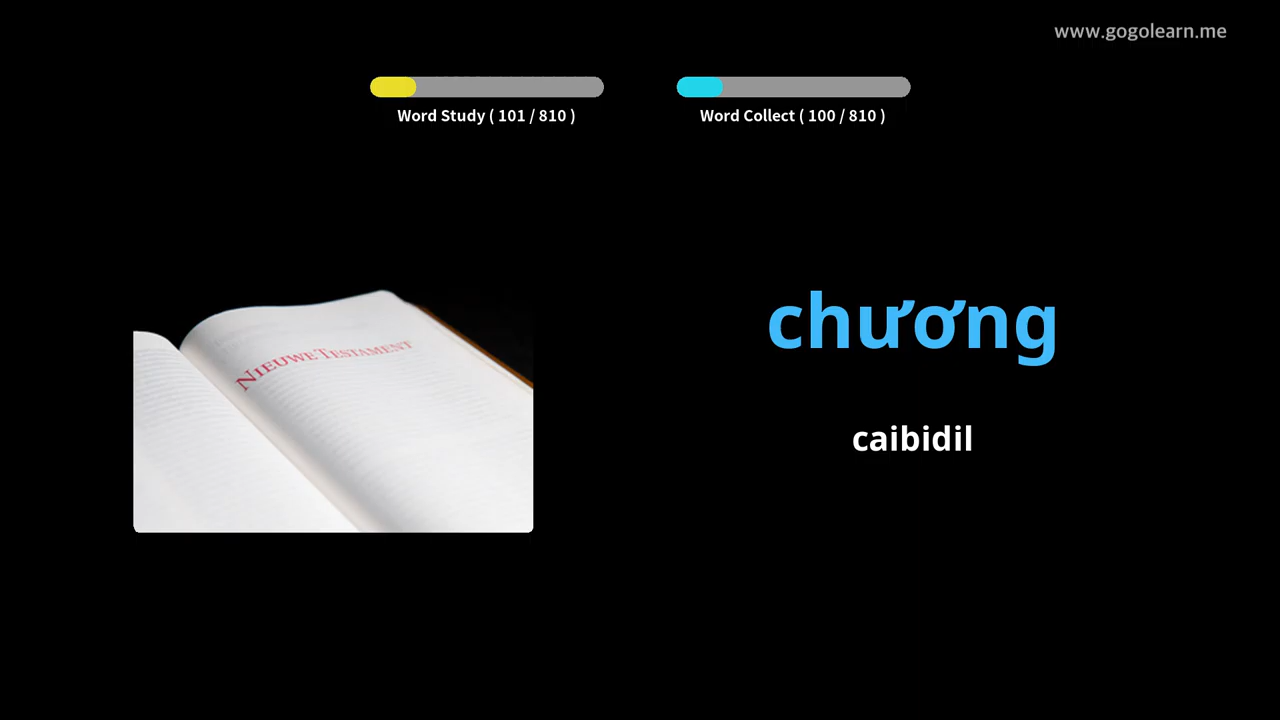 www.gogolearn.me
Word Study ( 101 / 810 )
Word Collect ( 100 / 810 )
NIEUWE TESTAMENT
chương
caibidil